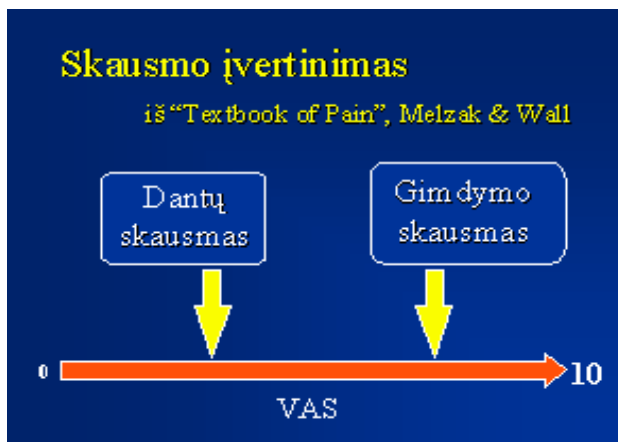 Skausmo įvertinimas
iš “Textbook of Pain”, Melzak & Wall
Dantų
skausmas
Gimdymo
skausmas
0
10
VAS